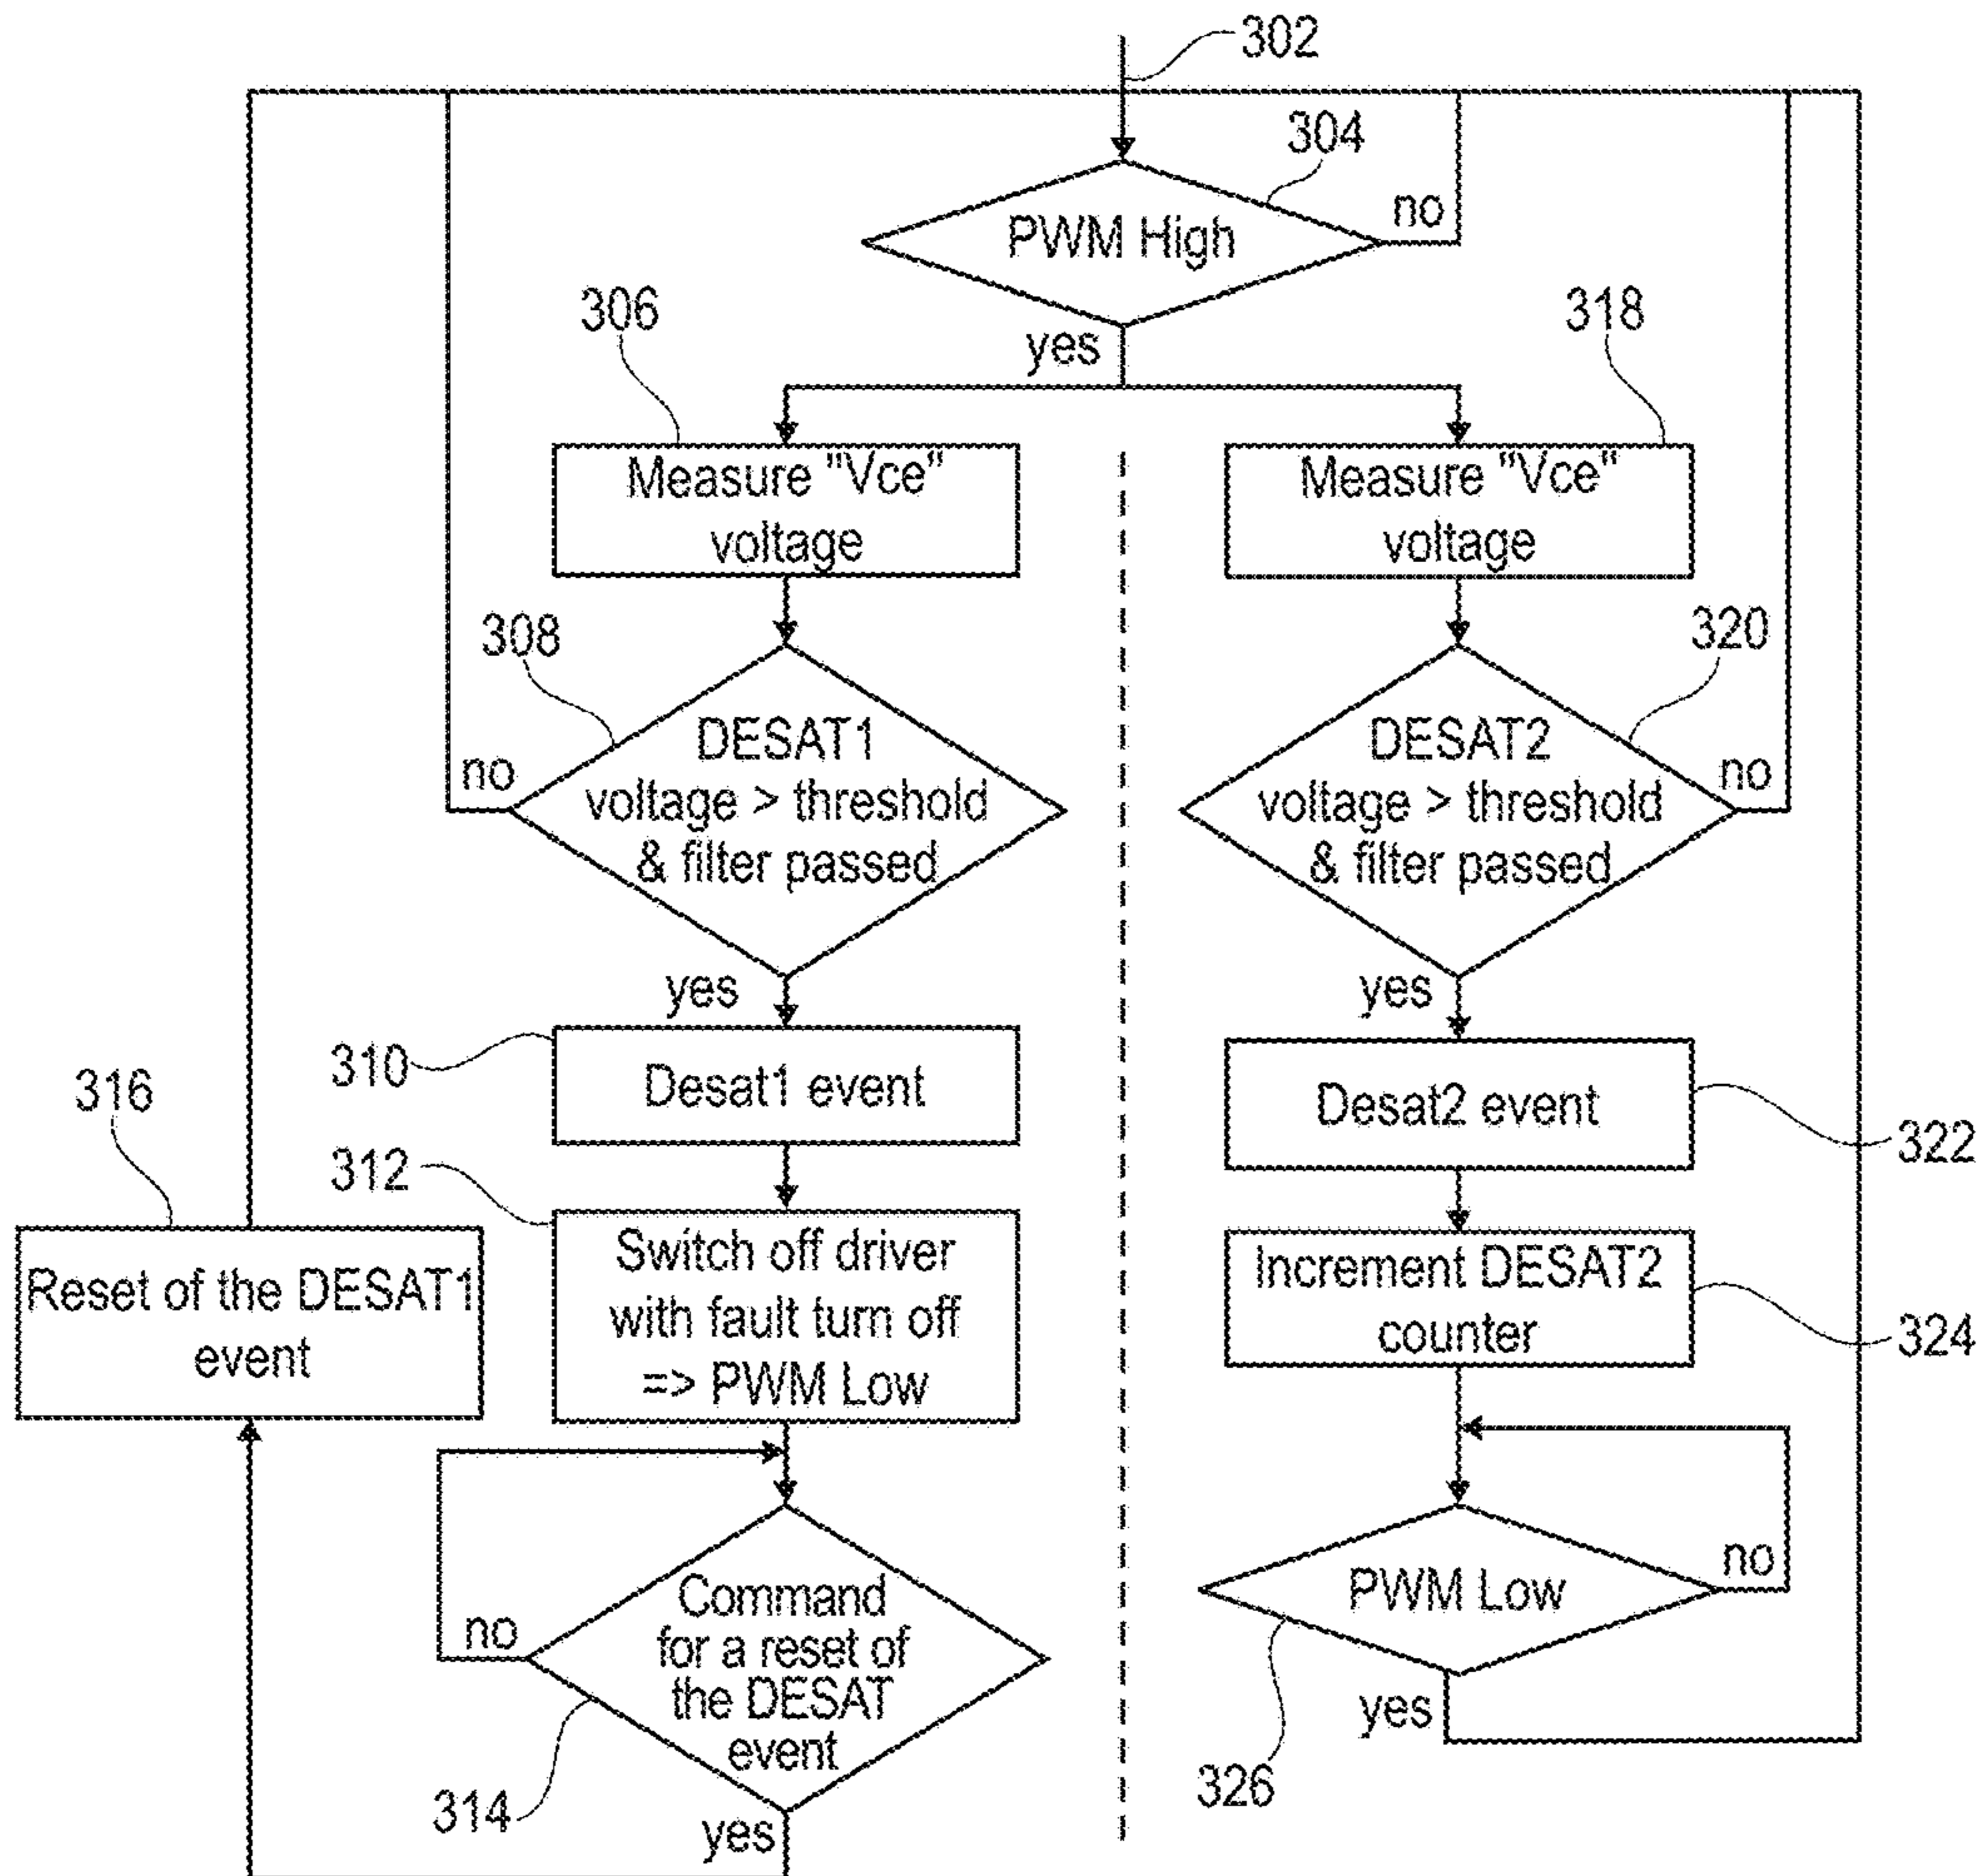 302
304
PWM High
no
yes
306
318
Measure "Vce"
voltage
Measure "Vce"
voltage
308
320
DESAT1
voltage > threshold
& filter passed
no
DESAT2
voltage > threshold
& filter passed
no
yes
yes
310
Desat1 event
Desat2 event
322
316
312
Reset of the DESAT1
event
Switch off driver
with fault turn off
=> PWM Low
Increment DESAT2
counter
324
Command
for a reset of
the DESAT
event
no
314
yes
PWM Low
no
yes
326